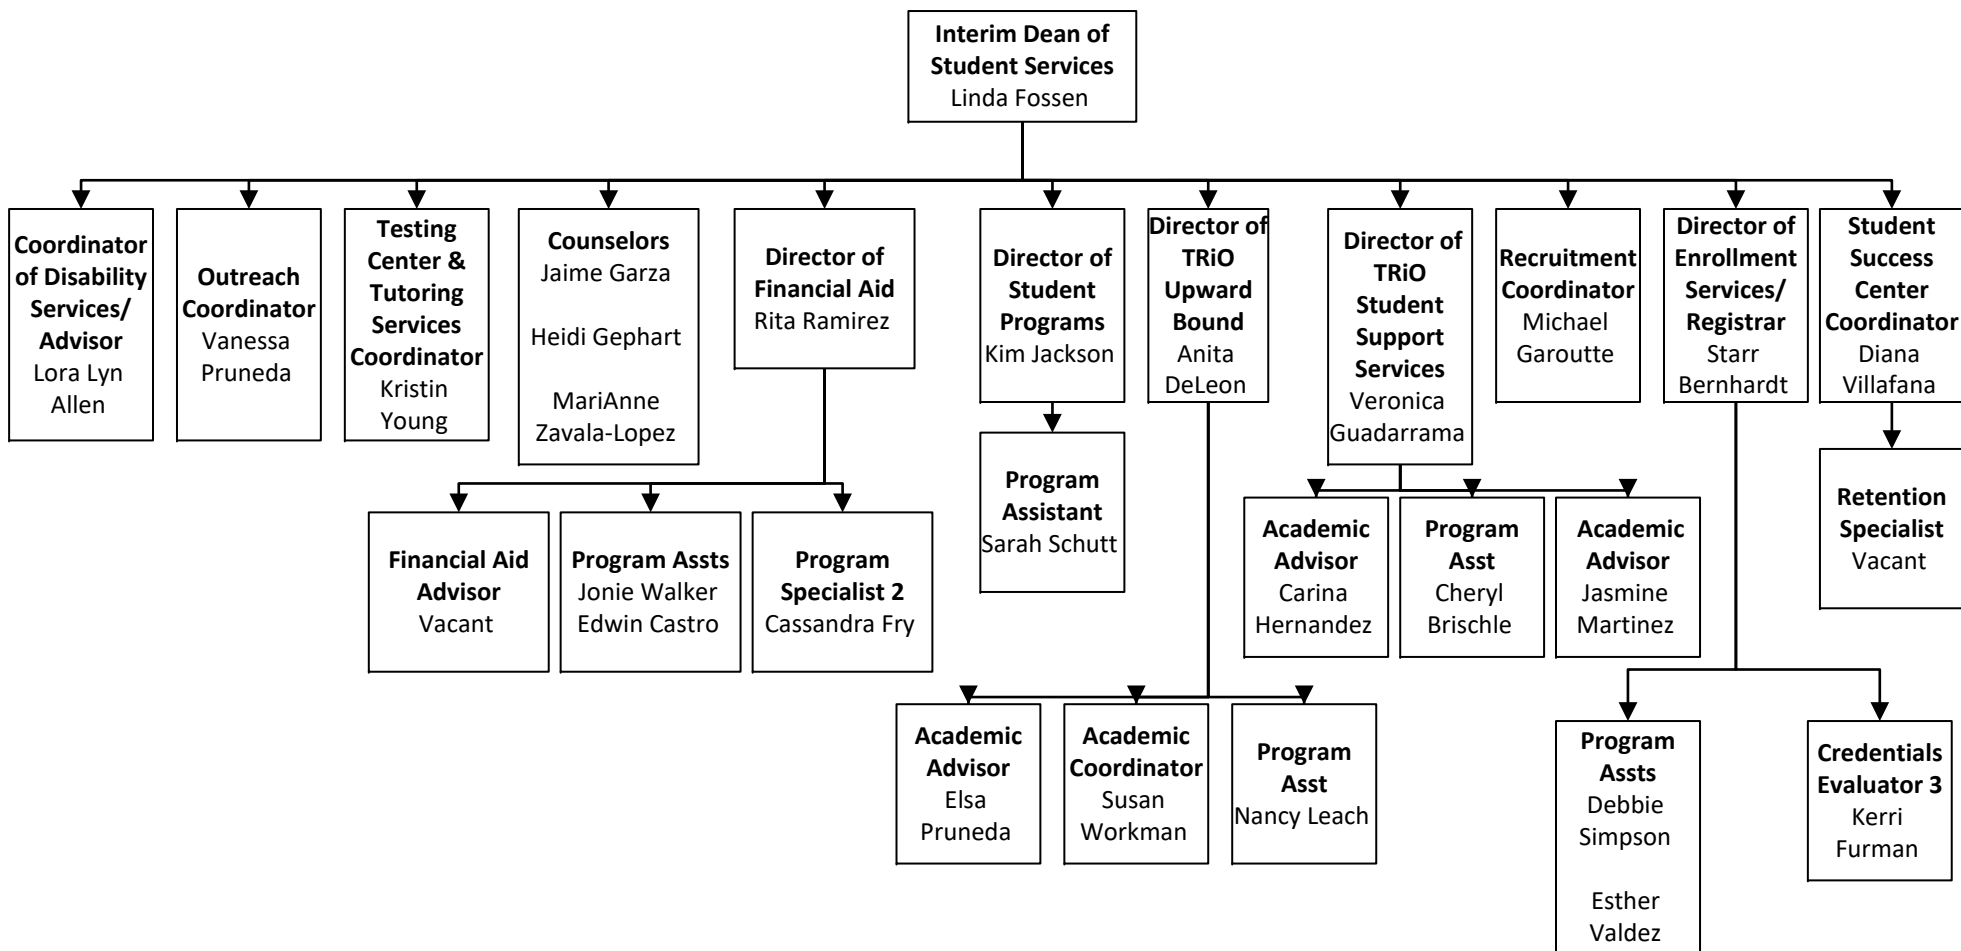 Interim Dean of
Student Services
Linda Fossen
Coordinator
of Disability
Services/
Advisor
Lora Lyn
Allen
Outreach
Coordinator
Vanessa
Pruneda
Testing
Center &
Tutoring
Services
Coordinator
Kristin
Young
Counselors
Jaime Garza
Heidi Gephart
MariAnne
Zavala-Lopez
Director of
Financial Aid
Rita Ramirez
Director of
Student
Programs
Kim Jackson
Director of
TRiO
Upward
Bound
Anita
DeLeon
Director of
TRiO
Student
Support
Services
Veronica
Guadarrama
Recruitment
Coordinator
Michael
Garoutte
Director of
Enrollment
Services/
Registrar
Starr
Bernhardt
Student
Success
Center
Coordinator
Diana
Villafana
Financial Aid
Advisor
Vacant
Program Assts
Jonie Walker
Edwin Castro
Program
Specialist 2
Cassandra Fry
Program
Assistant
Sarah Schutt
Academic
Advisor
Carina
Hernandez
Program
Asst
Cheryl
Brischle
Academic
Advisor
Jasmine
Martinez
Retention
Specialist
Vacant
Academic
Advisor
Elsa
Pruneda
Academic
Coordinator
Susan
Workman
Program
Asst
Nancy Leach
Program
Assts
Debbie
Simpson
Esther
Valdez
Credentials
Evaluator 3
Kerri
Furman